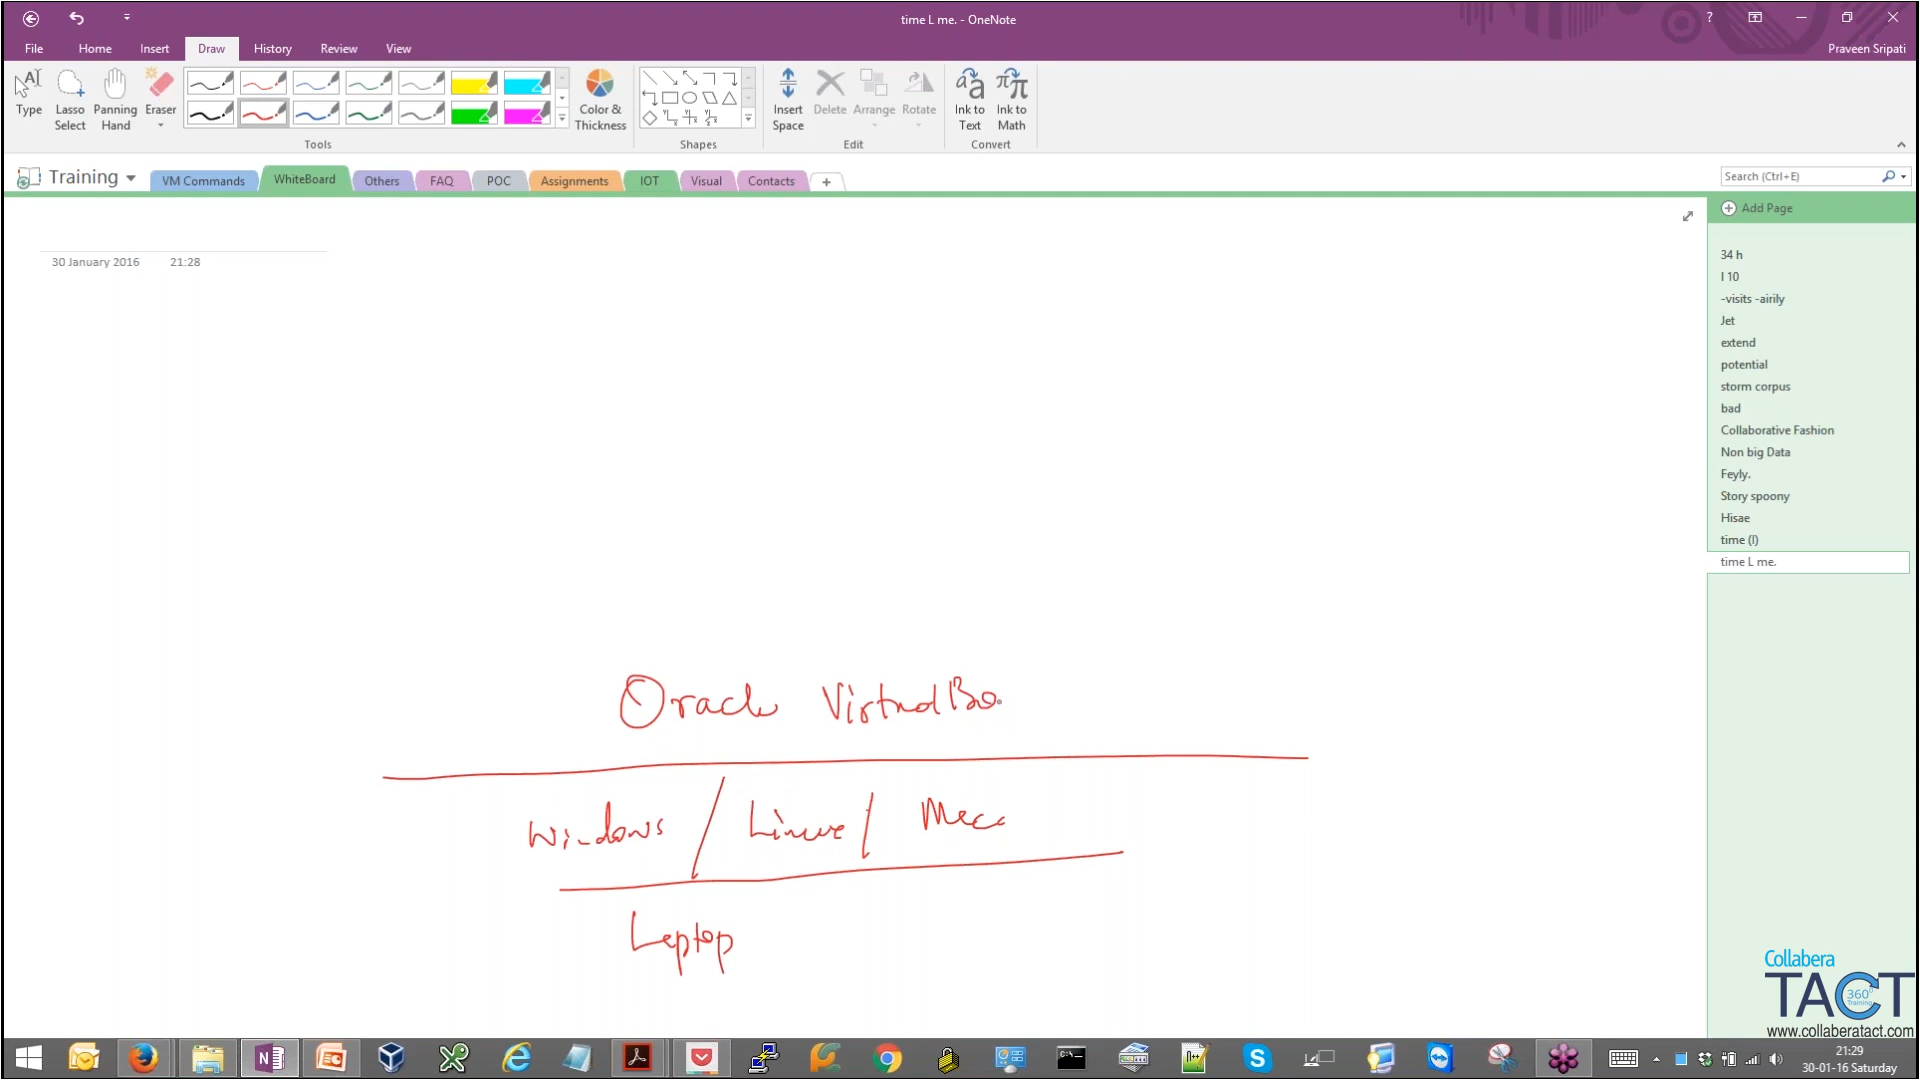 time L me. - OneNote
?
File Home Insert Draw History Review View
Praveen Sripati
Type
Lasso Select
Panning Hand
Eraser
Color & Thickness
Insert Space
Delete
Arrange
Rotate
Ink to Text
Ink to Math
Tools
Shapes
Edit
Convert
Training
VM Commands WhiteBoard Others FAQ POC Assignments IOT Visual Contacts +
Search (Ctrl+E)
Add Page
30 January 2016 21:28
34 h
I 10
-visits -airily
Jet
extend
potential
storm corpus
bad
Collaborative Fashion
Non big Data
Feyly.
Story spoony
Hisae
time (l)
time L me.
Oracle VirtualBo
Windows / Linux / Mac
Laptop
Collabera
TACT
360°
Training
www.collaberatact.com
21:29
30-01-16 Saturday